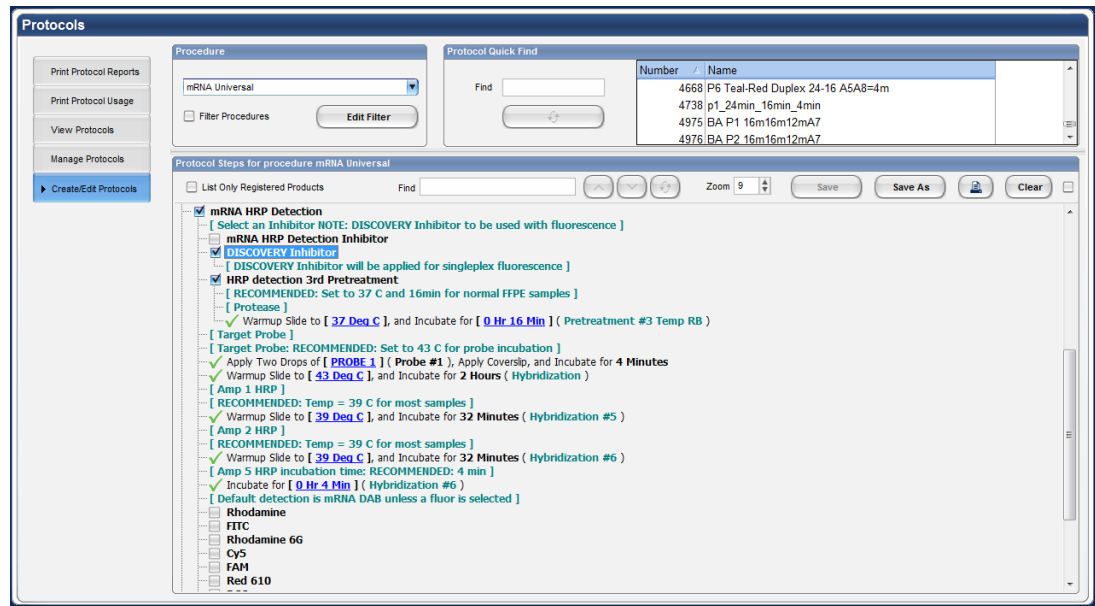 Protocols
Print Protocol Reports
Print Protocol Usage
View Protocols
Manage Protocols
Create/Edit Protocols
Procedure
mRNA Universal
Filter Procedures
Edit Filter
Protocol Quick Find
Find
Number Name
4668 P6 Teal-Red Duplex 24-16 A5A8=4m
4738 p1_24min_16min_4min
4975 BA P1 16m16m12mA7
4976 BA P2 16m16m12mA7
Protocol Steps for procedure mRNA Universal
List Only Registered Products Find Zoom 9 Save Save As Clear
mRNA HRP Detection
[ Select an Inhibitor NOTE: DISCOVERY Inhibitor to be used with fluorescence ]
mRNA HRP Detection Inhibitor
DISCOVERY Inhibitor
[ DISCOVERY Inhibitor will be applied for singleplex fluorescence ]
HRP detection 3rd Pretreatment
[ RECOMMENDED: Set to 37 C and 16min for normal FFPE samples ]
[ Protease ]
Warmup Slide to [ 37 Deg C ], and Incubate for [ 0 Hr 16 Min ] ( Pretreatment #3 Temp RB )
[ Target Probe ]
[ Target Probe: RECOMMENDED: Set to 43 C for probe incubation ]
Apply Two Drops of [ PROBE 1 ] ( Probe #1 ), Apply Coverslip, and Incubate for 4 Minutes
Warmup Slide to [ 43 Deg C ], and Incubate for 2 Hours ( Hybridization )
[ Amp 1 HRP ]
[ RECOMMENDED: Temp = 39 C for most samples ]
Warmup Slide to [ 39 Deg C ], and Incubate for 32 Minutes ( Hybridization #5 )
[ Amp 2 HRP ]
[ RECOMMENDED: Temp = 39 C for most samples ]
Warmup Slide to [ 39 Deg C ], and Incubate for 32 Minutes ( Hybridization #6 )
[ Amp 5 HRP incubation time: RECOMMENDED: 4 min ]
Incubate for [ 0 Hr 4 Min ] ( Hybridization #6 )
[ Default detection is mRNA DAB unless a fluor is selected ]
Rhodamine
FITC
Rhodamine 6G
Cy5
FAM
Red 610